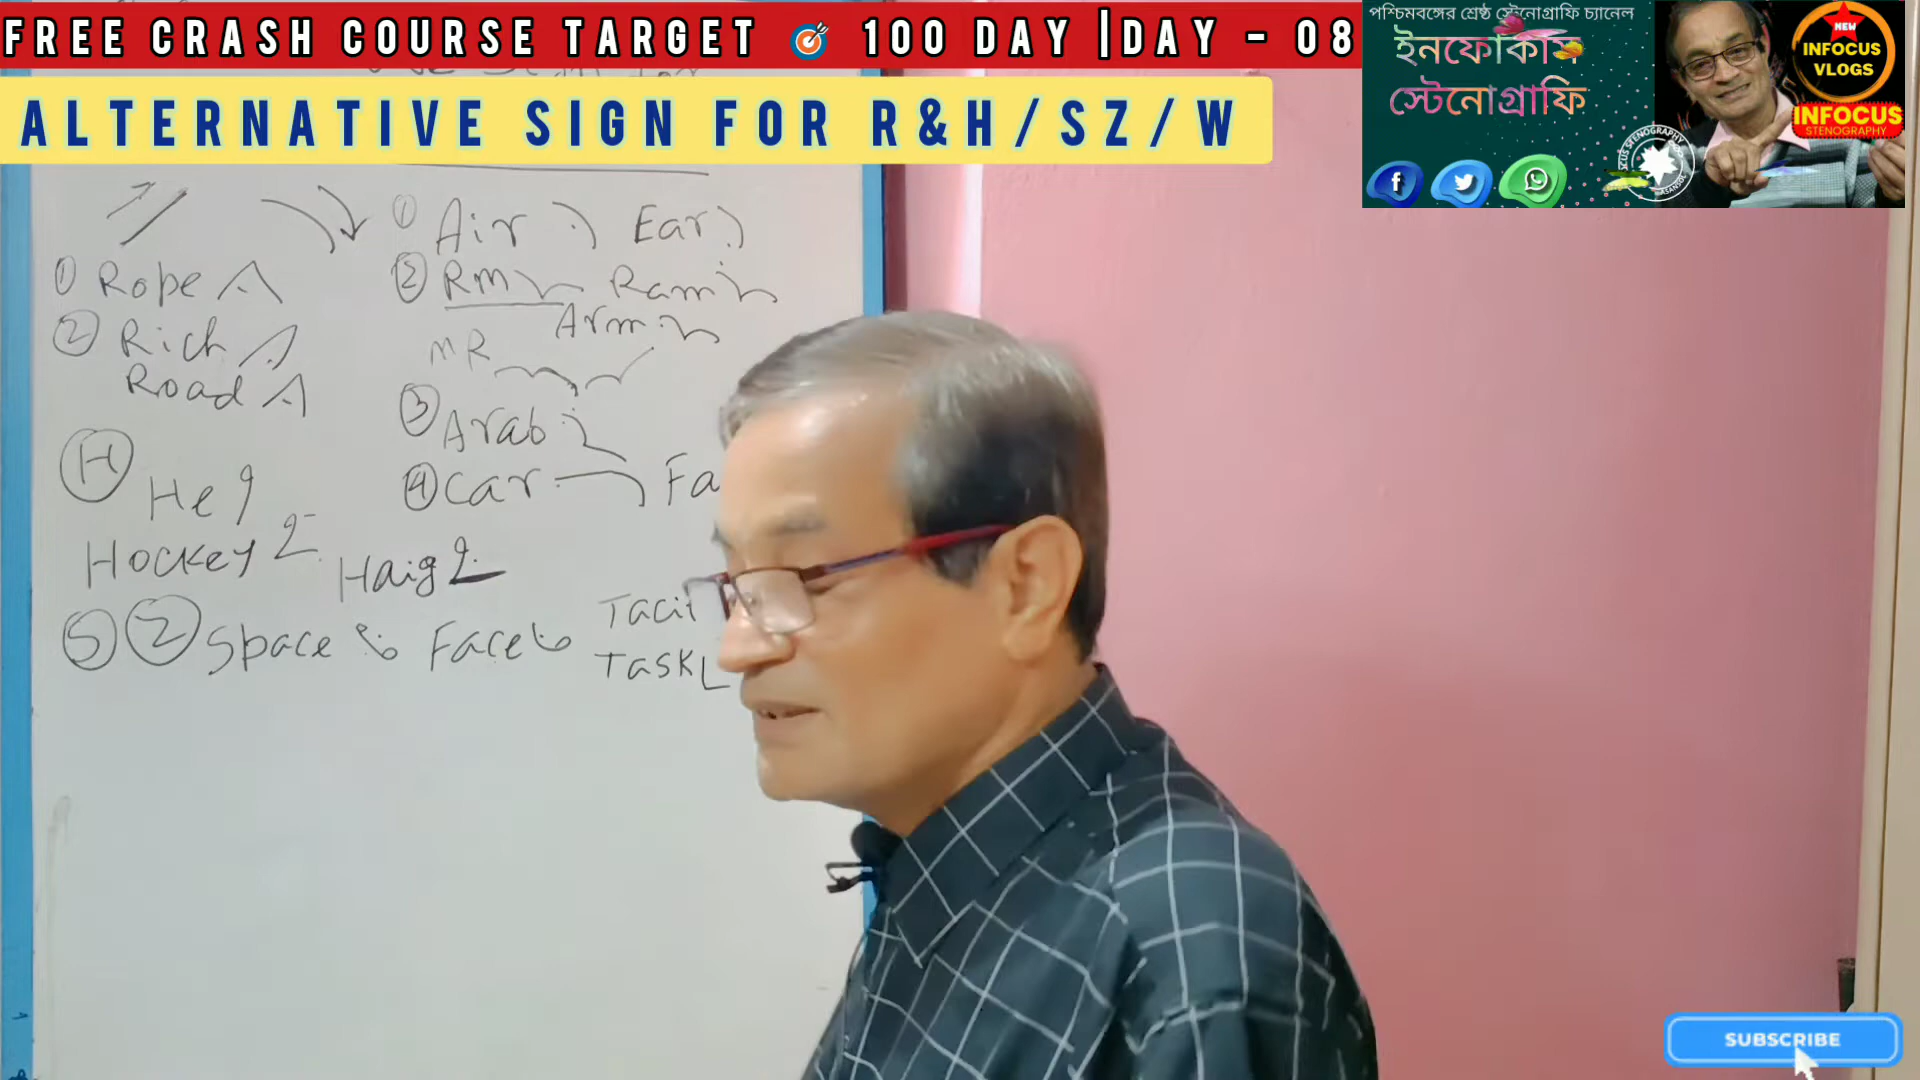 FREE CRASH COURSE TARGET 🎯 100 DAY |DAY - 08
ALTERNATIVE SIGN FOR R&H/SZ/W
পশ্চিমবঙ্গের শ্রেষ্ঠ স্টেনোগ্রাফি চ্যানেল
ইনফোকাস
স্টেনোগ্রাফি
NEW
INFOCUS
VLOGS
INFOCUS
STENOGRAPHY
① Air Ear
① Rope ② RM Ram
② Rich Arm
Road MR
③ Arab
④ Car Fa
H
He
Hockey Haig
S Z Space Face Taci
Task
SUBSCRIBE